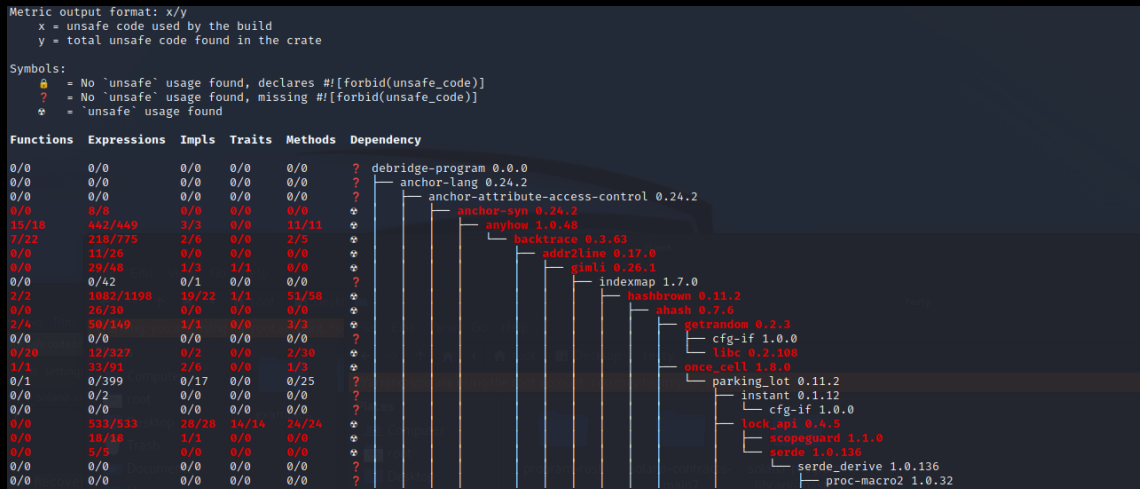 Metric output format: x/y
    x = unsafe code used by the build
    y = total unsafe code found in the crate
Symbols:
    🔒  = No `unsafe` usage found, declares #![forbid(unsafe_code)]
    ❓  = No `unsafe` usage found, missing #![forbid(unsafe_code)]
    ☢  = `unsafe` usage found
Functions  Expressions  Impls  Traits  Methods  Dependency
0/0        0/0          0/0    0/0     0/0      ❓ debridge-program 0.0.0
0/0        0/0          0/0    0/0     0/0      ❓ ├── anchor-lang 0.24.2
0/0        0/0          0/0    0/0     0/0      ❓ │   ├── anchor-attribute-access-control 0.24.2
0/0        8/8          0/0    0/0     0/0      ☢ │   │   ├── anchor-syn 0.24.2
15/18      442/449      3/3    0/0     11/11    ☢ │   │   │   ├── anyhow 1.0.48
7/22       218/775      2/6    0/0     2/5      ☢ │   │   │   │   └── backtrace 0.3.63
0/0        11/26        0/0    0/0     0/0      ☢ │   │   │   │       ├── addr2line 0.17.0
0/0        29/48        1/3    1/1     0/0      ☢ │   │   │   │       │   ├── gimli 0.26.1
0/0        0/42         0/1    0/0     0/0      ❓ │   │   │   │       │   │   ├── indexmap 1.7.0
2/2        1082/1198    19/22  1/1     51/58    ☢ │   │   │   │       │   │   │   ├── hashbrown 0.11.2
0/0        26/30        0/0    0/0     0/0      ☢ │   │   │   │       │   │   │   │   ├── ahash 0.7.6
2/4        50/149       1/1    0/0     3/3      ☢ │   │   │   │       │   │   │   │   │   ├── getrandom 0.2.3
0/0        0/0          0/0    0/0     0/0      ❓ │   │   │   │       │   │   │   │   │   │   ├── cfg-if 1.0.0
0/20       12/327       0/2    0/0     2/30     ☢ │   │   │   │       │   │   │   │   │   │   └── libc 0.2.108
1/1        33/91        2/6    0/0     1/3      ☢ │   │   │   │       │   │   │   │   │   ├── once_cell 1.8.0
0/1        0/399        0/17   0/0     0/25     ❓ │   │   │   │       │   │   │   │   │   │   └── parking_lot 0.11.2
0/0        0/2          0/0    0/0     0/0      ❓ │   │   │   │       │   │   │   │   │   │       ├── instant 0.1.12
0/0        0/0          0/0    0/0     0/0      ❓ │   │   │   │       │   │   │   │   │   │       │   └── cfg-if 1.0.0
0/0        533/533      28/28  14/14   24/24    ☢ │   │   │   │       │   │   │   │   │   │       ├── lock_api 0.4.5
0/0        18/18        1/1    0/0     0/0      ☢ │   │   │   │       │   │   │   │   │   │       │   ├── scopeguard 1.1.0
0/0        5/5          0/0    0/0     0/0      ☢ │   │   │   │       │   │   │   │   │   │       │   └── serde 1.0.136
0/0        0/0          0/0    0/0     0/0      ❓ │   │   │   │       │   │   │   │   │   │       │       └── serde_derive 1.0.136
0/0        0/0          0/0    0/0     0/0      ❓ │   │   │   │       │   │   │   │   │   │       │           ├── proc-macro2 1.0.32